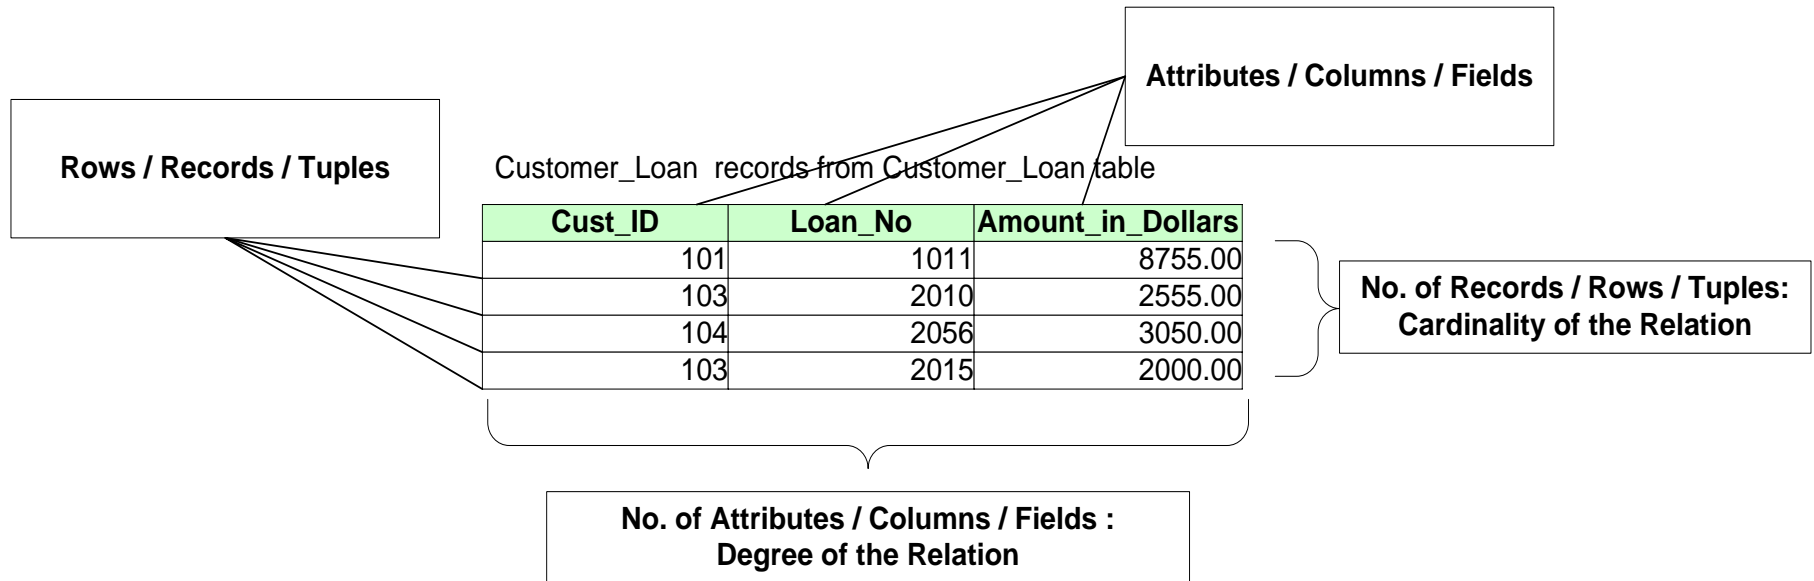 Attributes / Columns / Fields
Rows / Records / Tuples
Customer_Loan records from Customer_Loan table
Cust_ID Loan_No Amount_in_Dollars
101 1011 8755.00
103 2010 2555.00
104 2056 3050.00
103 2015 2000.00
No. of Records / Rows / Tuples:
Cardinality of the Relation
No. of Attributes / Columns / Fields :
Degree of the Relation